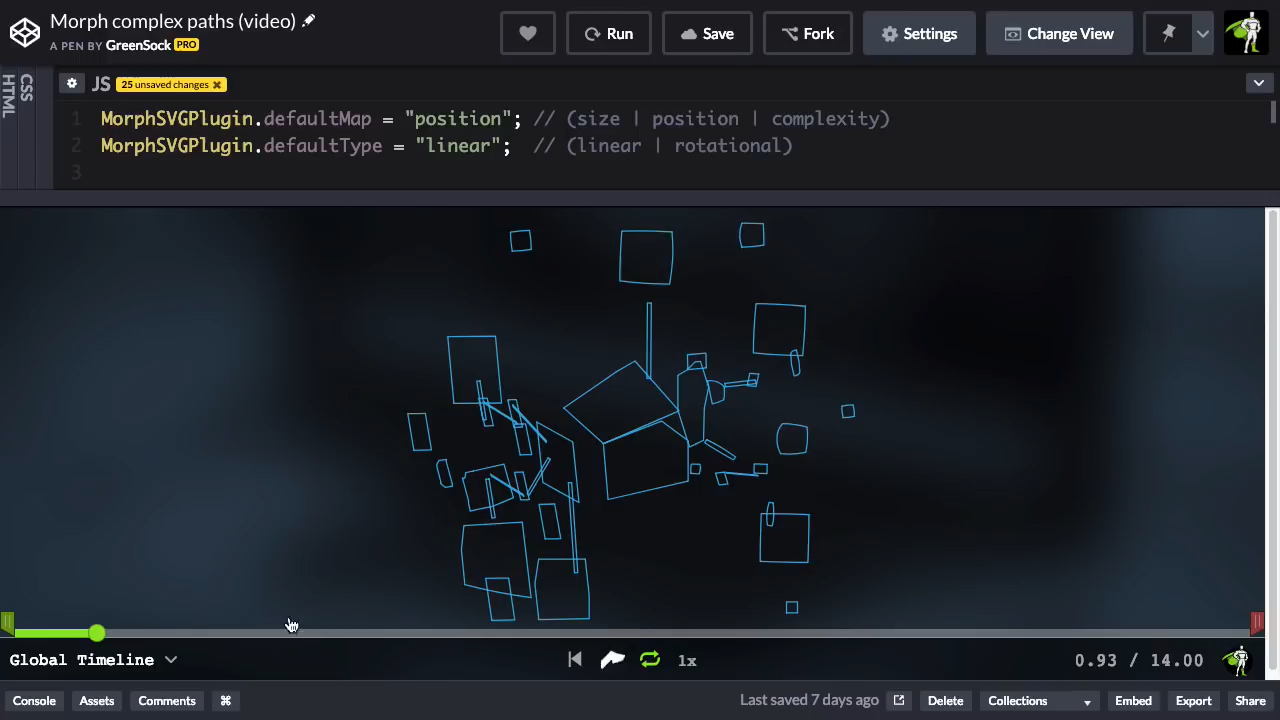 Morph complex paths (video)
A PEN BY GreenSock PRO
Run
Save
Fork
Settings
Change View
HTML
CSS
JS
25 unsaved changes ×
1 MorphSVGPlugin.defaultMap = "position"; // (size | position | complexity)
2 MorphSVGPlugin.defaultType = "linear";  // (linear | rotational)
3
Global Timeline
1x
0.93 / 14.00
Console
Assets
Comments
⌘
Last saved 7 days ago
Delete
Collections
Embed
Export
Share